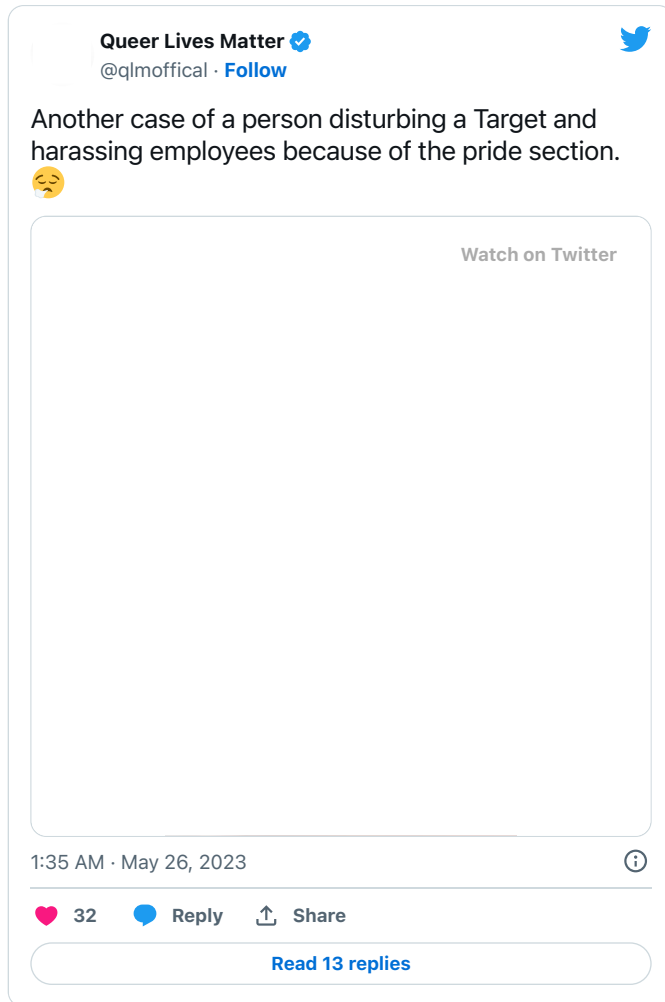 Queer Lives Matter
@qlmoffical · Follow
Another case of a person disturbing a Target and
harassing employees because of the pride section.
😮‍💨
Watch on Twitter
1:35 AM · May 26, 2023
32 Reply Share
Read 13 replies